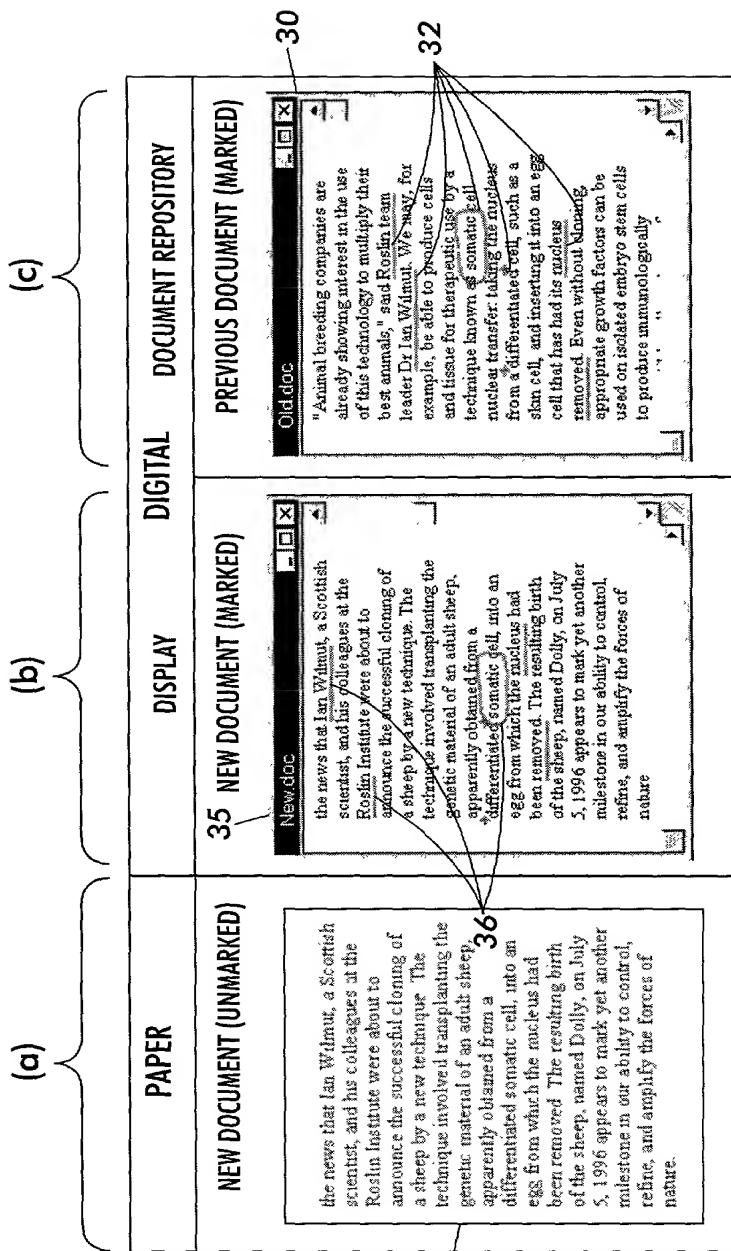 (a)
(b)
(c)
PAPER
DIGITAL
DISPLAY
DOCUMENT REPOSITORY
NEW DOCUMENT (UNMARKED)
the news that Ian Wilmut, a Scottish
scientist, and his colleagues at the
Roslin Institute were about to
announce the successful cloning of
a sheep by a new technique. The
technique involved transplanting the
genetic material of an adult sheep,
apparently obtained from a
differentiated somatic cell, into an
egg from which the nucleus had
been removed. The resulting birth
of the sheep, named Dolly, on July
5, 1996 appears to mark yet another
milestone in our ability to control,
refine, and amplify the forces of
nature.
36
35
NEW DOCUMENT (MARKED)
New.doc
the news that Ian Wilmut, a Scottish
scientist, and his colleagues at the
Roslin Institute were about to
announce the successful cloning of
a sheep by a new technique. The
technique involved transplanting the
genetic material of an adult sheep,
apparently obtained from a
differentiated somatic cell, into an
egg from which the nucleus had
been removed. The resulting birth
of the sheep, named Dolly, on July
5, 1996 appears to mark yet another
milestone in our ability to control,
refine, and amplify the forces of
nature
PREVIOUS DOCUMENT (MARKED)
30
Old.doc
"Animal breeding companies are
already showing interest in the use
of this technology to multiply their
best animals," said Roslin team
leader Dr Ian Wilmut. We may, for
example, be able to produce cells
and tissue for therapeutic use by a
technique known as somatic cell
nuclear transfer: taking the nucleus
from a differentiated cell, such as a
skin cell, and inserting it into an egg
cell that has had its nucleus
removed. Even without cloning,
appropriate growth factors can be
used on isolated embryo stem cells
to produce immunologically
32